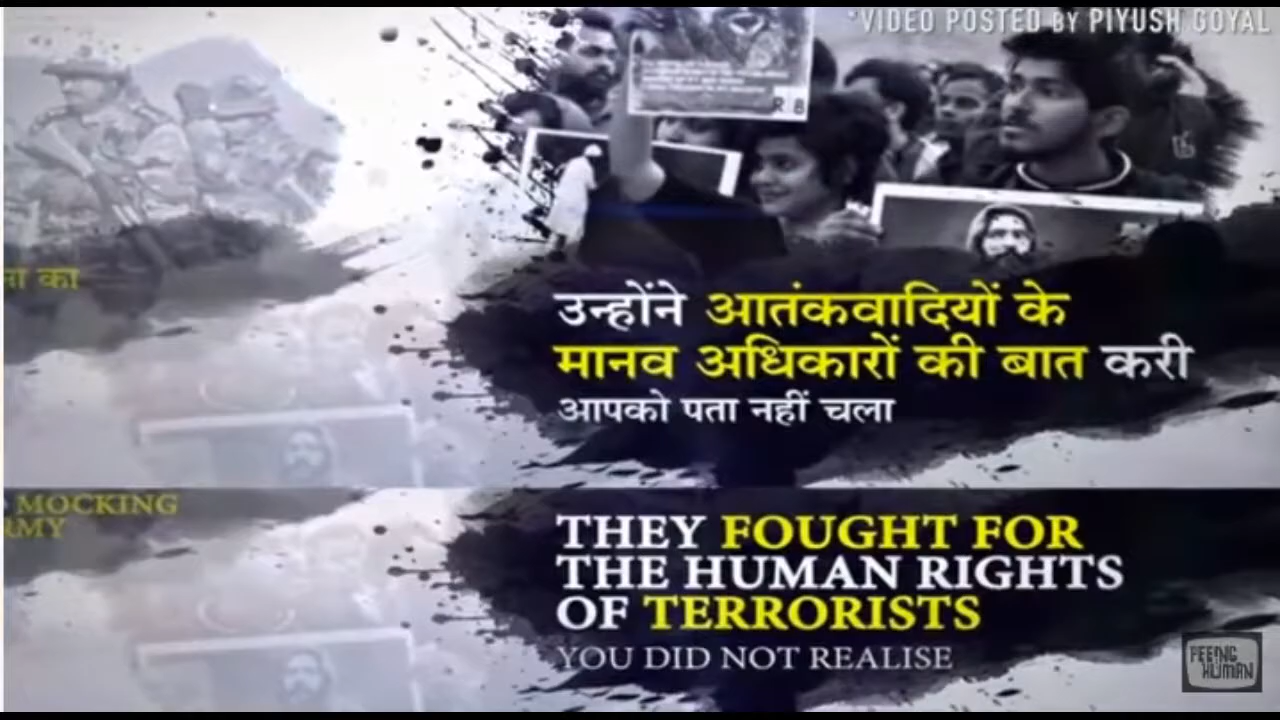 *VIDEO POSTED BY PIYUSH GOYAL
R 8
का
उन्होंने आतंकवादियों के
मानव अधिकारों की बात करी
आपको पता नहीं चला
MOCKING
THEY FOUGHT FOR
THE HUMAN RIGHTS
OF TERRORISTS
YOU DID NOT REALISE
PEEING
HUMAN